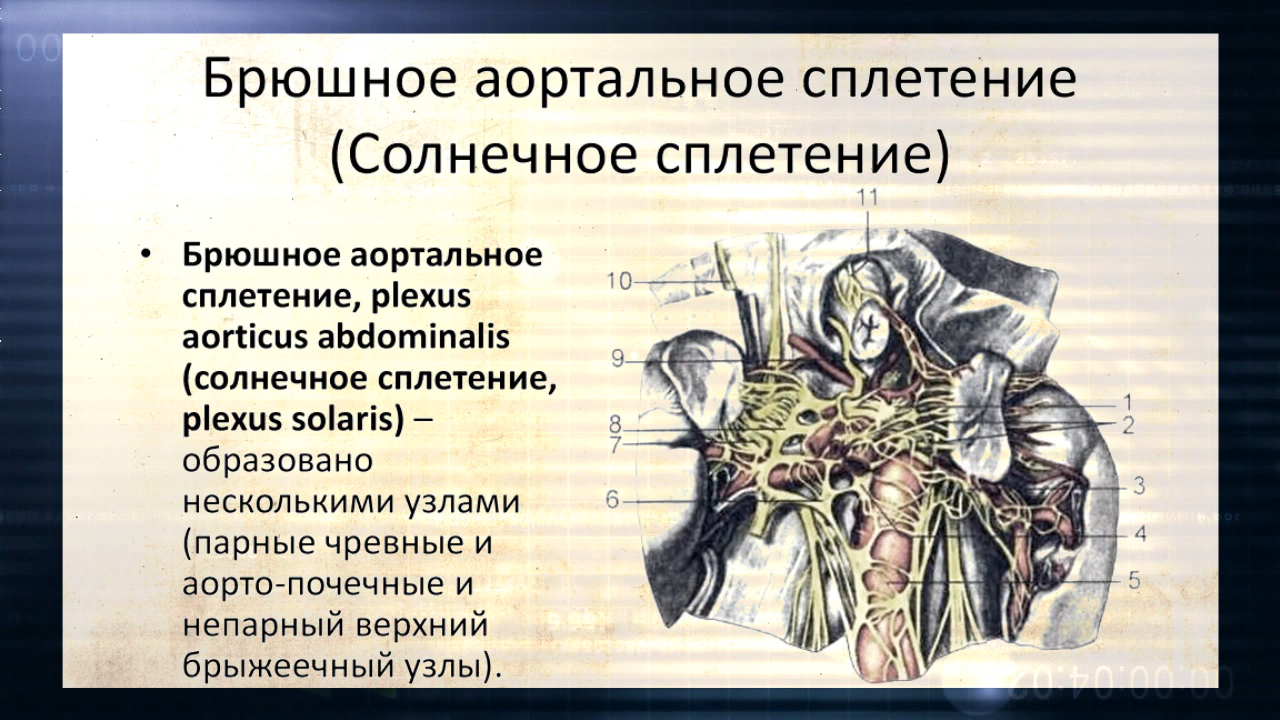 Брюшное аортальное сплетение
(Солнечное сплетение)
• Брюшное аортальное
сплетение, plexus
aorticus abdominalis
(солнечное сплетение,
plexus solaris) –
образовано
несколькими узлами
(парные чревные и
аорто-почечные и
непарный верхний
брыжеечный узлы).
11
10
9
8
7
6
1
2
3
4
5